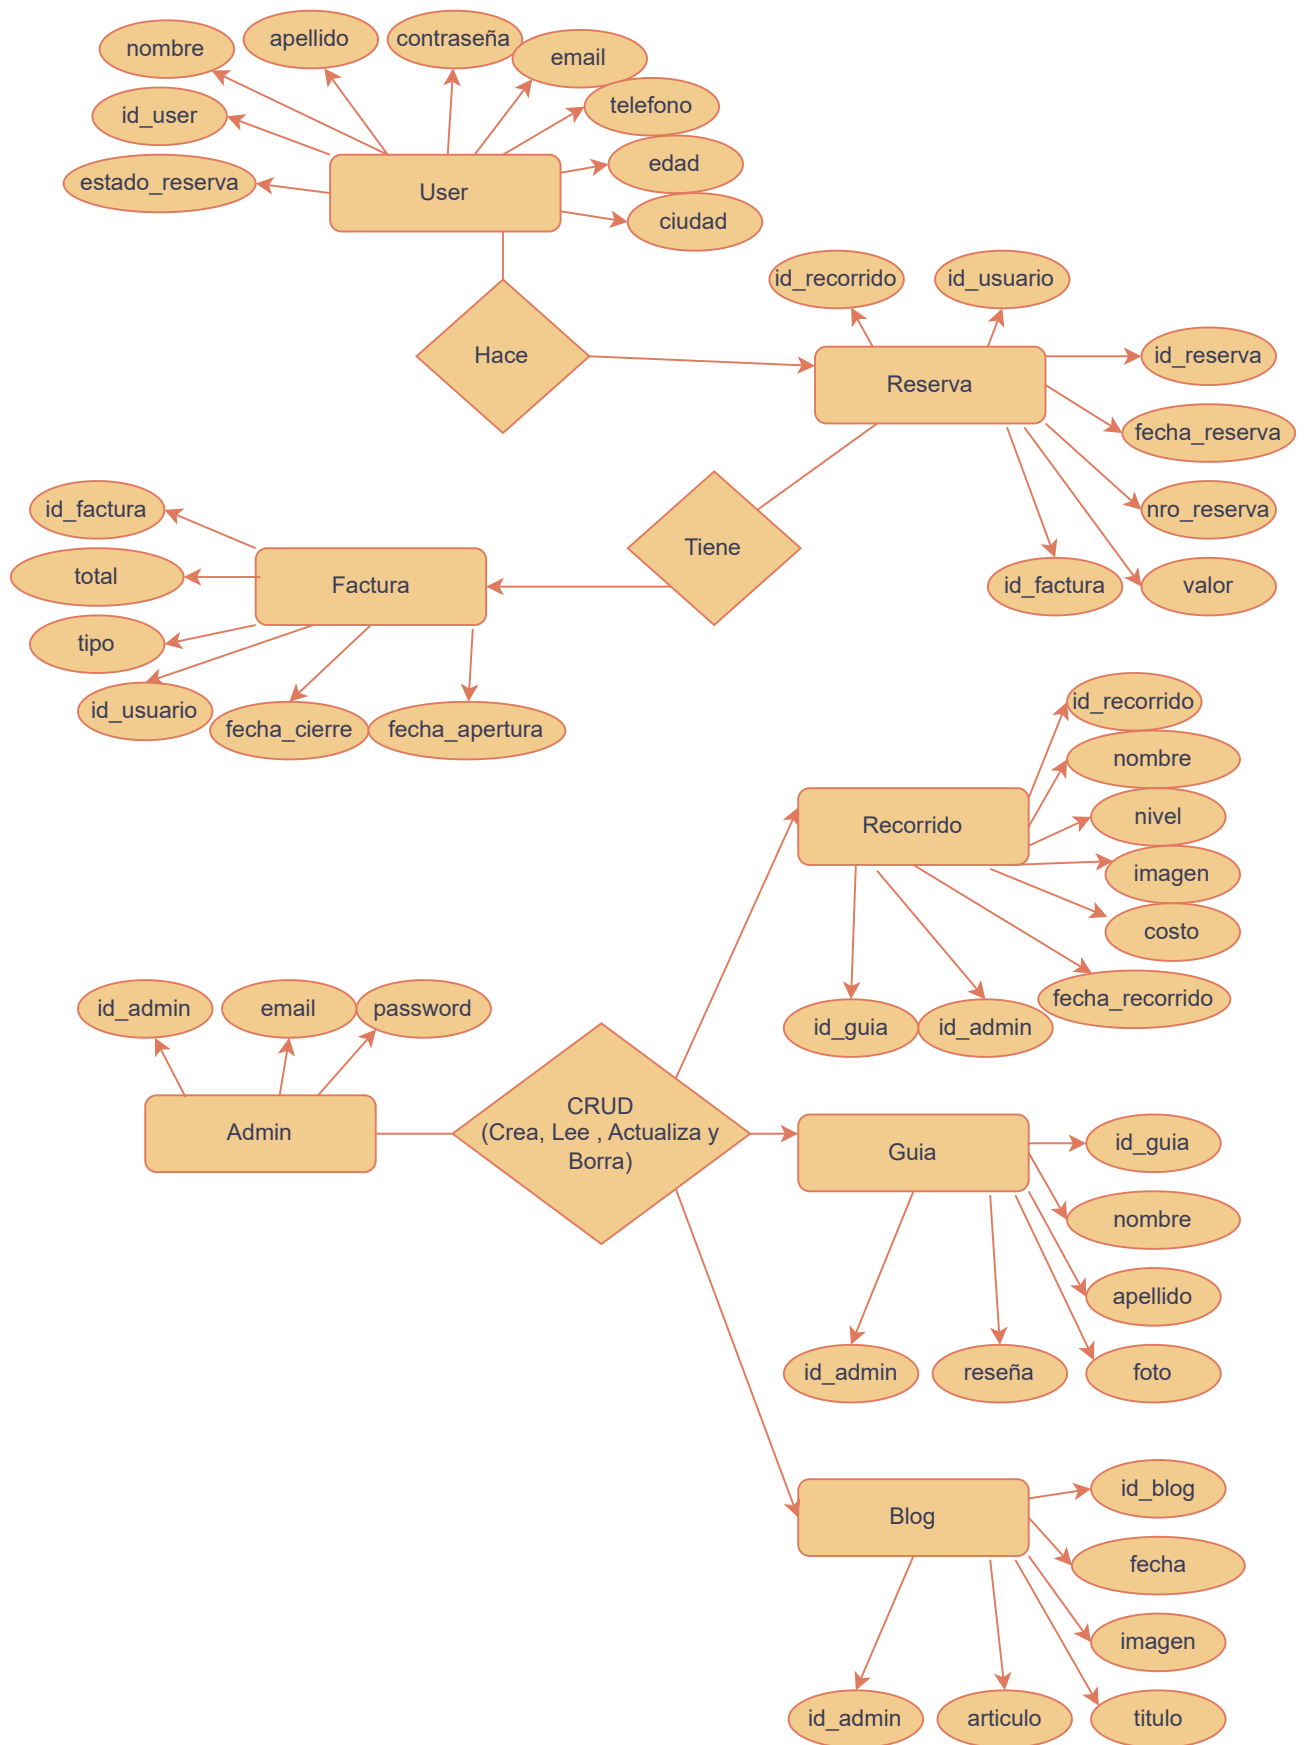 nombre
apellido
contraseña
email
id_user
telefono
estado_reserva
User
edad
ciudad
id_recorrido
id_usuario
Hace
Reserva
id_reserva
fecha_reserva
id_factura
nro_reserva
Tiene
total
Factura
id_factura
valor
tipo
id_usuario
fecha_cierre
fecha_apertura
id_recorrido
nombre
Recorrido
nivel
imagen
costo
id_admin
email
password
fecha_recorrido
id_guia
id_admin
Admin
CRUD
(Crea, Lee , Actualiza y
Borra)
Guia
id_guia
nombre
apellido
id_admin
reseña
foto
Blog
id_blog
fecha
imagen
id_admin
articulo
titulo